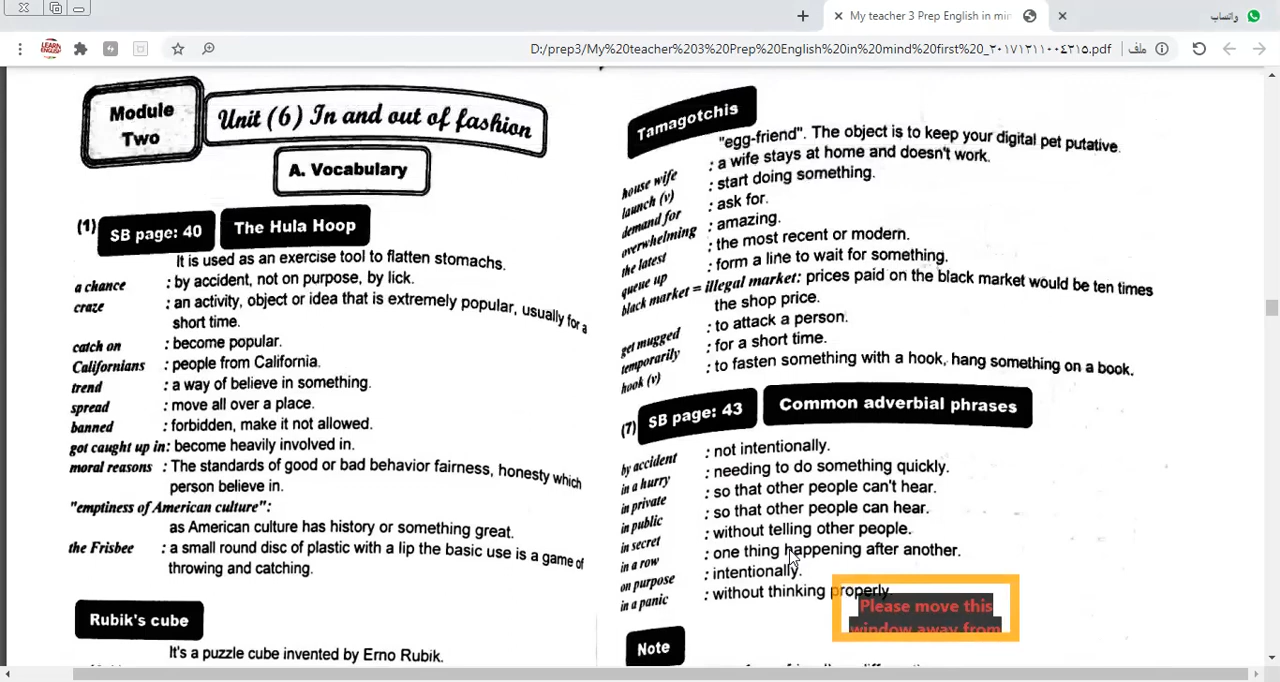 My teacher 3 Prep English in min
واتساب
D:/prep3/My%20teacher%203%20Prep%20English%20in%20mind%20first%20_٢٠١٧١٢١١٠٠٤٢١٥.pdf
ملف
Module Two
Unit (6) In and out of fashion
A. Vocabulary
(1) SB page: 40 The Hula Hoop
It is used as an exercise tool to flatten stomachs.
a chance : by accident, not on purpose, by lick.
craze : an activity, object or idea that is extremely popular, usually for a
short time.
catch on : become popular.
Californians : people from California.
trend : a way of believe in something.
spread : move all over a place.
banned : forbidden, make it not allowed.
got caught up in: become heavily involved in.
moral reasons : The standards of good or bad behavior fairness, honesty which
person believe in.
"emptiness of American culture":
as American culture has history or something great.
the Frisbee : a small round disc of plastic with a lip the basic use is a game of
throwing and catching.
Rubik's cube
It's a puzzle cube invented by Erno Rubik.
Tamagotchis
"egg-friend". The object is to keep your digital pet putative.
house wife : a wife stays at home and doesn't work.
launch (v) : start doing something.
demand for : ask for.
overwhelming : amazing.
the latest : the most recent or modern.
queue up : form a line to wait for something.
black market = illegal market: prices paid on the black market would be ten times
the shop price.
get mugged : to attack a person.
temporarily : for a short time.
hook (v) : to fasten something with a hook, hang something on a book.
(7) SB page: 43 Common adverbial phrases
by accident : not intentionally.
in a hurry : needing to do something quickly.
in private : so that other people can't hear.
in public : so that other people can hear.
in secret : without telling other people.
in a row : one thing happening after another.
on purpose : intentionally.
in a panic : without thinking properly
Please move this
window away from
Note